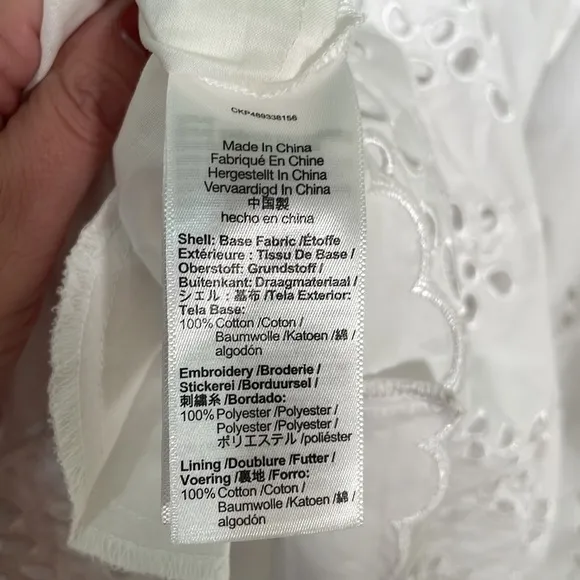 CKP489338156
Made In China
Fabriqué En Chine
Hergestellt In China
Vervaardigd In China
中国製
hecho en china
Shell: Base Fabric /Étoffe
Extérieure : Tissu De Base /
Oberstoff: Grundstoff /
Buitenkant: Draagmateriaal /
シェル : 基布 /Tela Exterior:
Tela Base:
100% Cotton /Coton /
Baumwolle /Katoen /綿 /
algodón
Embroidery /Broderie /
Stickerei /Borduursel /
刺繍糸 /Bordado:
100% Polyester /Polyester /
Polyester /Polyester /
ポリエステル /poliéster
Lining /Doublure /Futter /
Voering /裏地 /Forro:
100% Cotton /Coton /
Baumwolle /Katoen /綿 /
algodón